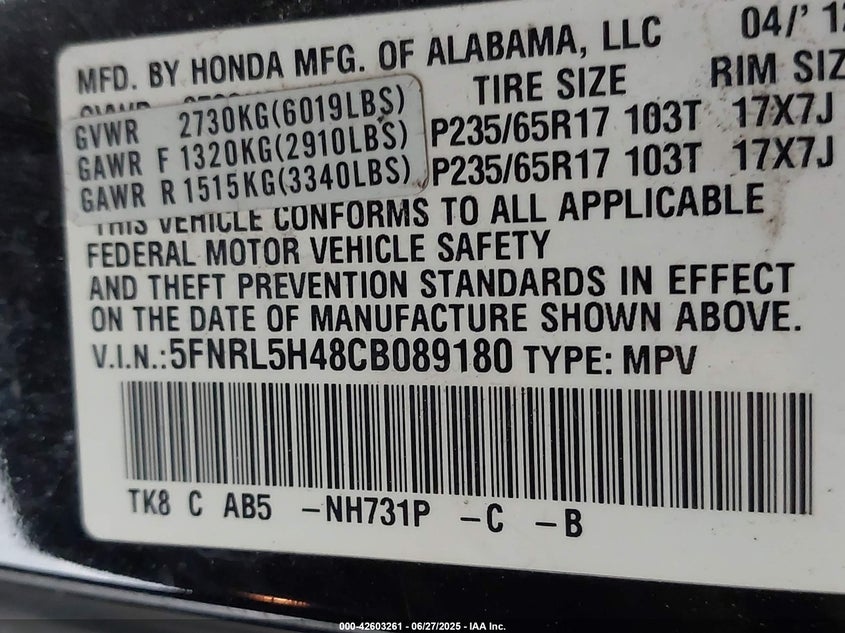 MFD. BY HONDA MFG. OF ALABAMA, LLC 04/' 12
TIRE SIZE RIM SIZ
GVWR 2730KG(6019LBS)
GAWR F 1320KG(2910LBS) P235/65R17 103T 17X7J
GAWR R 1515KG(3340LBS) P235/65R17 103T 17X7J
THIS VEHICLE CONFORMS TO ALL APPLICABLE
FEDERAL MOTOR VEHICLE SAFETY
AND THEFT PREVENTION STANDARDS IN EFFECT
ON THE DATE OF MANUFACTURE SHOWN ABOVE.
V.I.N.:5FNRL5H48CB089180 TYPE: MPV
TK8 C AB5 -NH731P -C -B
000-42603261 - 06/27/2025 - IAA Inc.